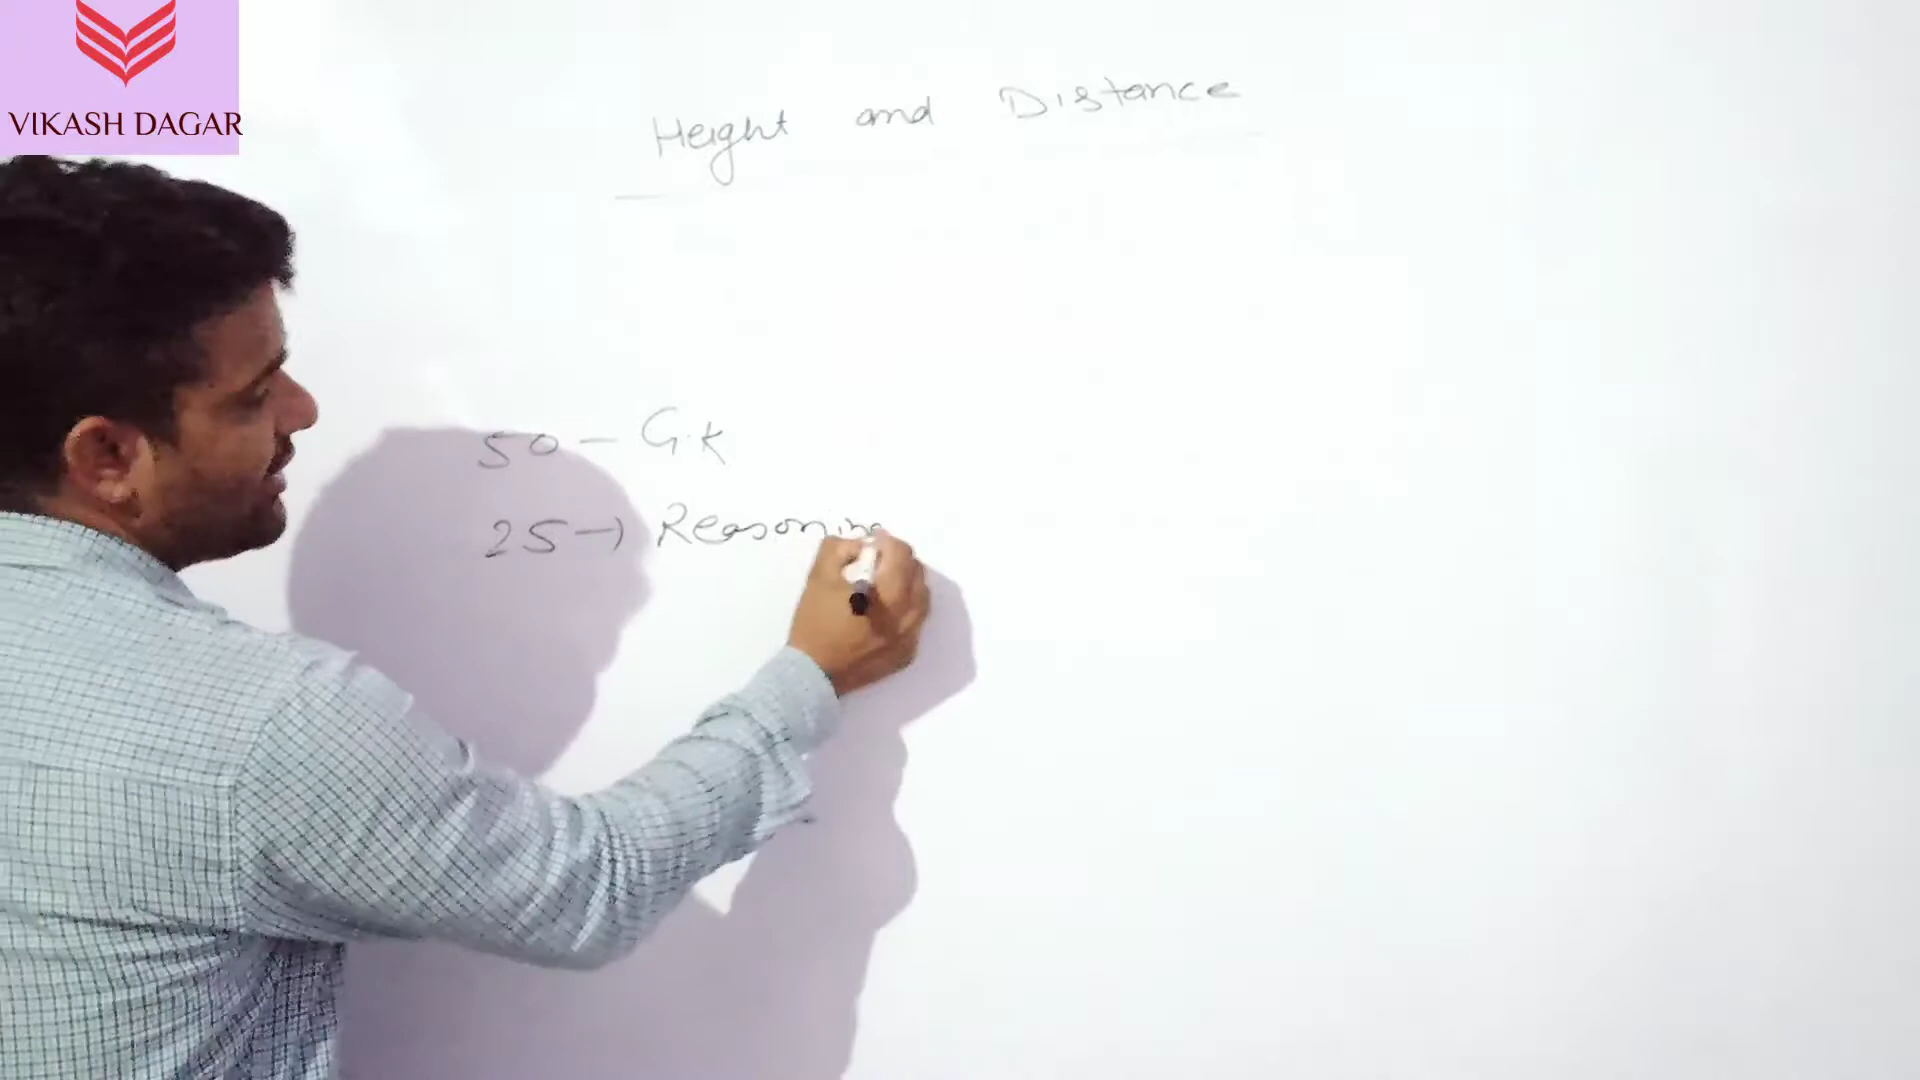 VIKASH DAGAR
Height and Distance
50 – G.K
25 → Reasoning